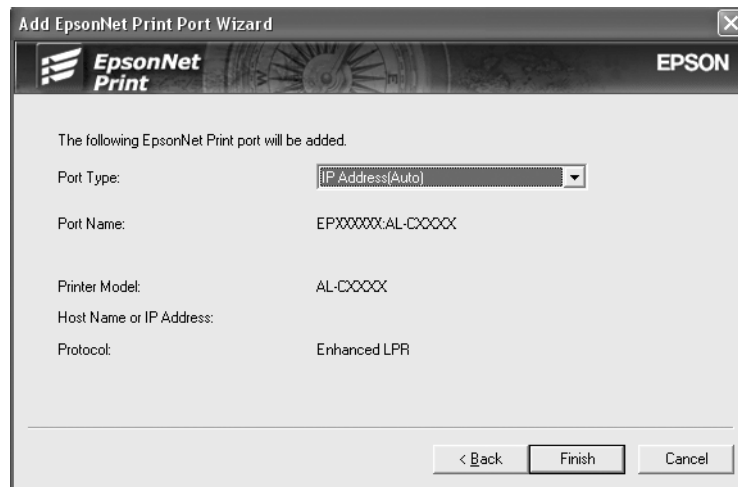 Add EpsonNet Print Port Wizard
EpsonNet
Print
EPSON
The following EpsonNet Print port will be added.
Port Type: IP Address(Auto)
Port Name: EPXXXXXX:AL-CXXXX
Printer Model: AL-CXXXX
Host Name or IP Address:
Protocol: Enhanced LPR
< Back Finish Cancel